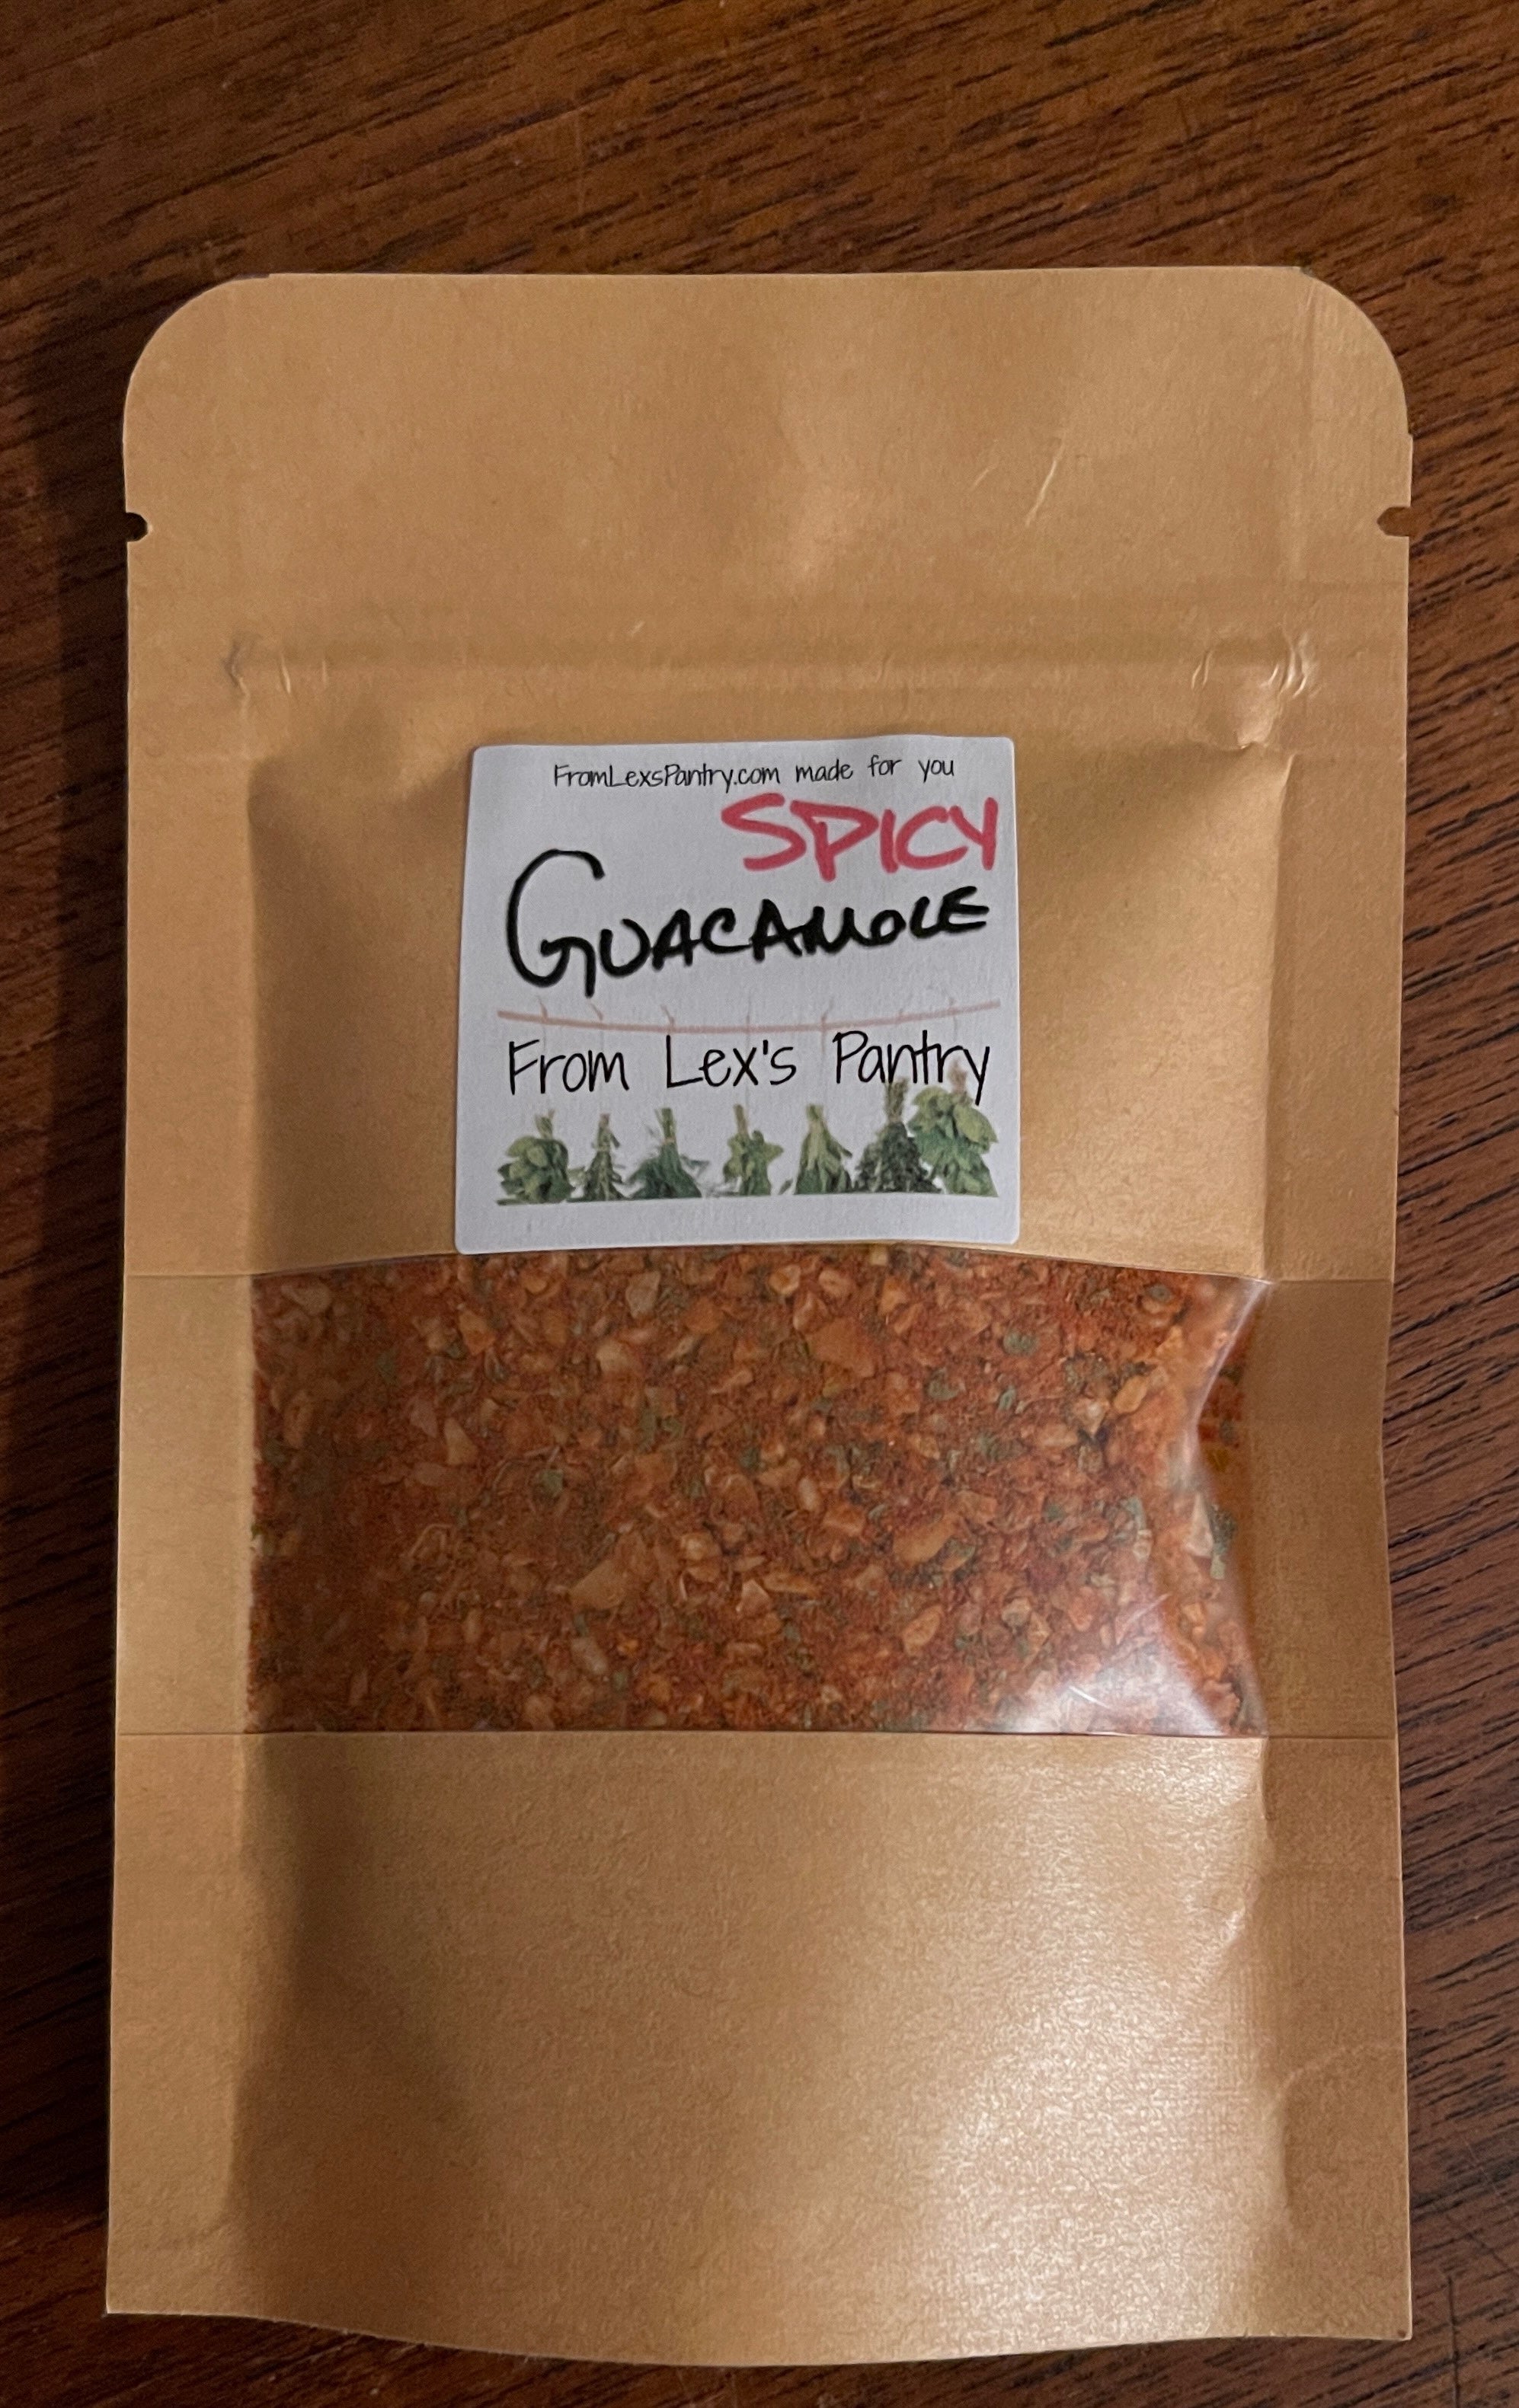 FromLexsPantry.com made for you
SPICY
GUACAMOLE
From Lex's Pantry